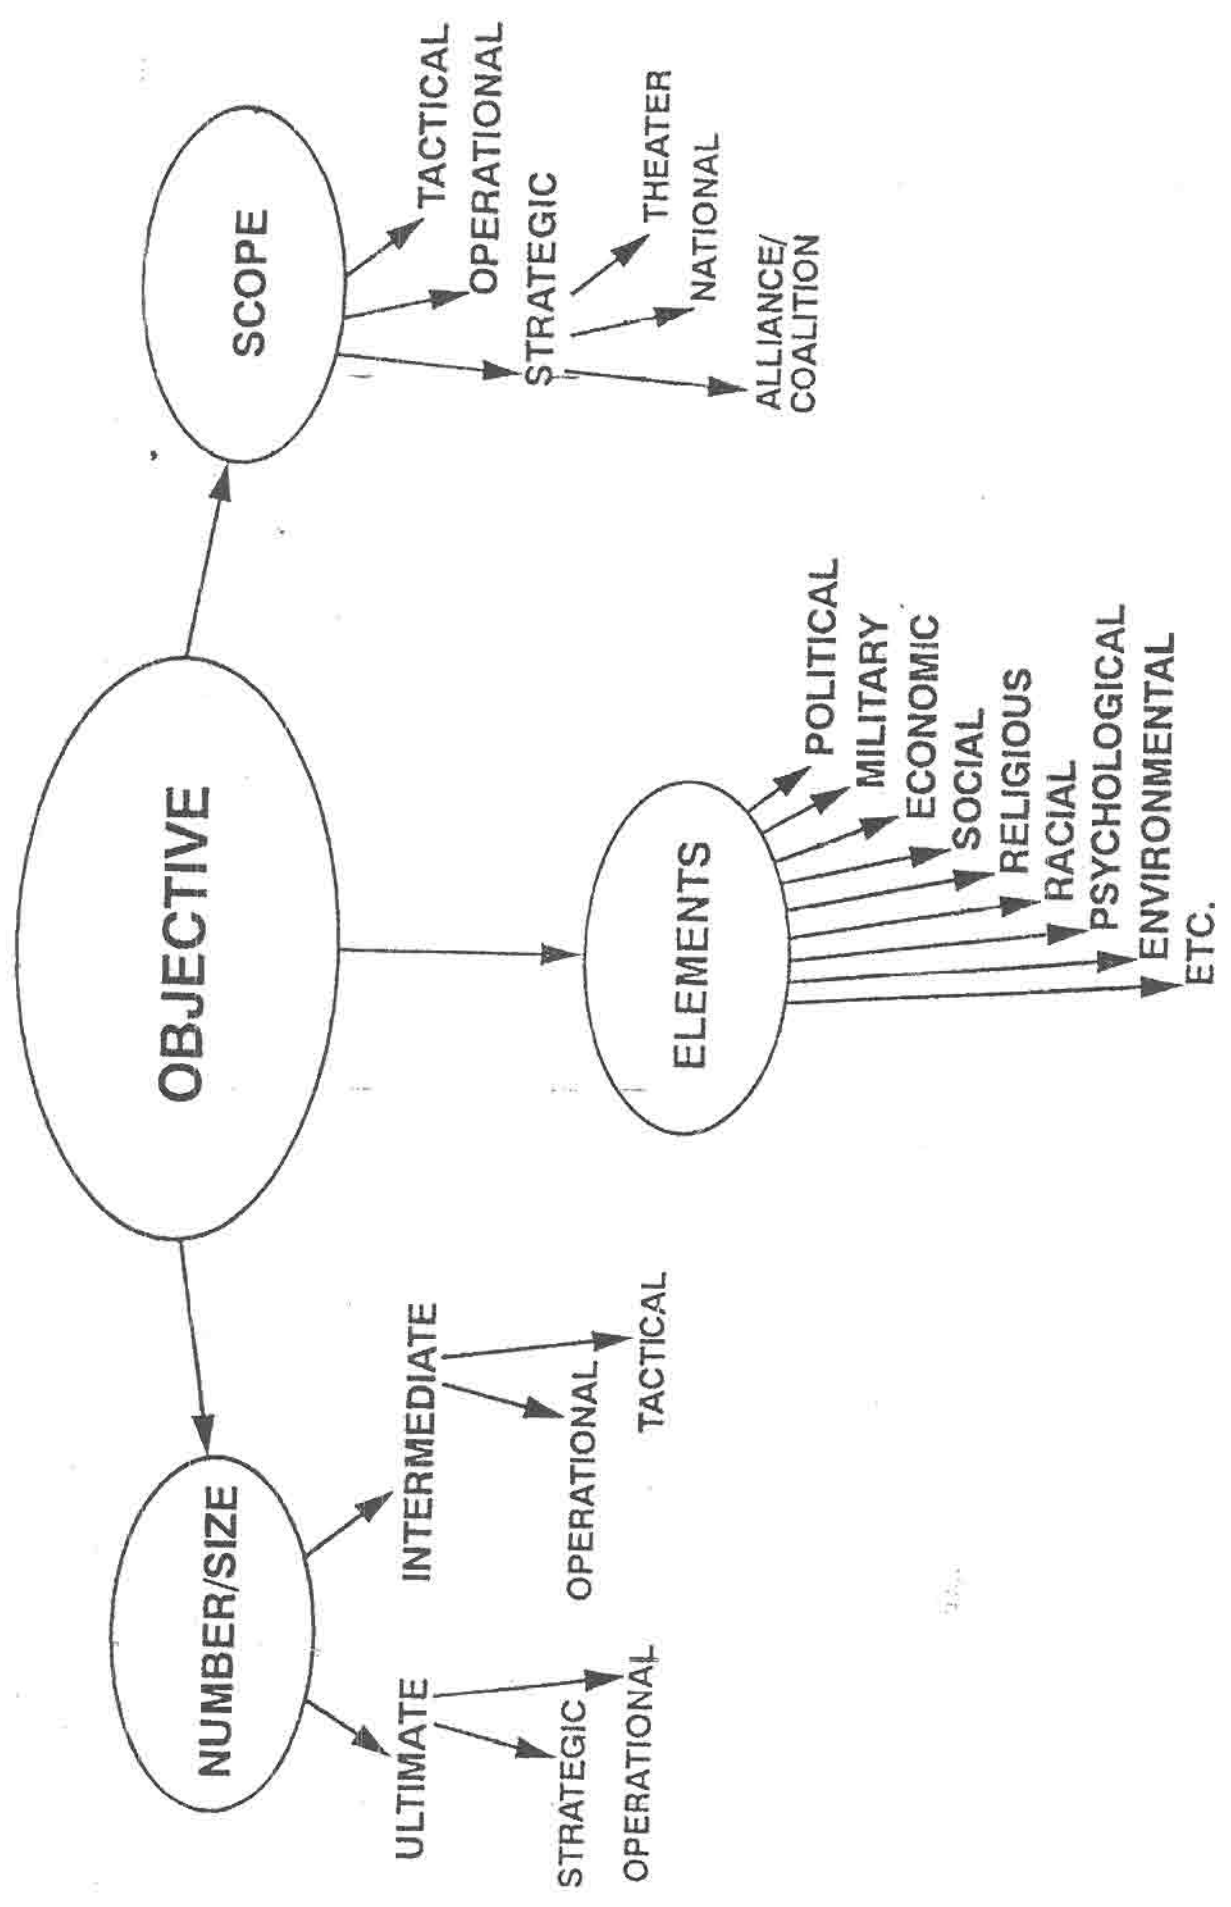 OBJECTIVE
NUMBER/SIZE
ULTIMATE
STRATEGIC
OPERATIONAL
INTERMEDIATE
OPERATIONAL
TACTICAL
ELEMENTS
POLITICAL
MILITARY
ECONOMIC
SOCIAL
RELIGIOUS
RACIAL
PSYCHOLOGICAL
ENVIRONMENTAL
ETC.
SCOPE
TACTICAL
OPERATIONAL
STRATEGIC
THEATER
NATIONAL
ALLIANCE/
COALITION